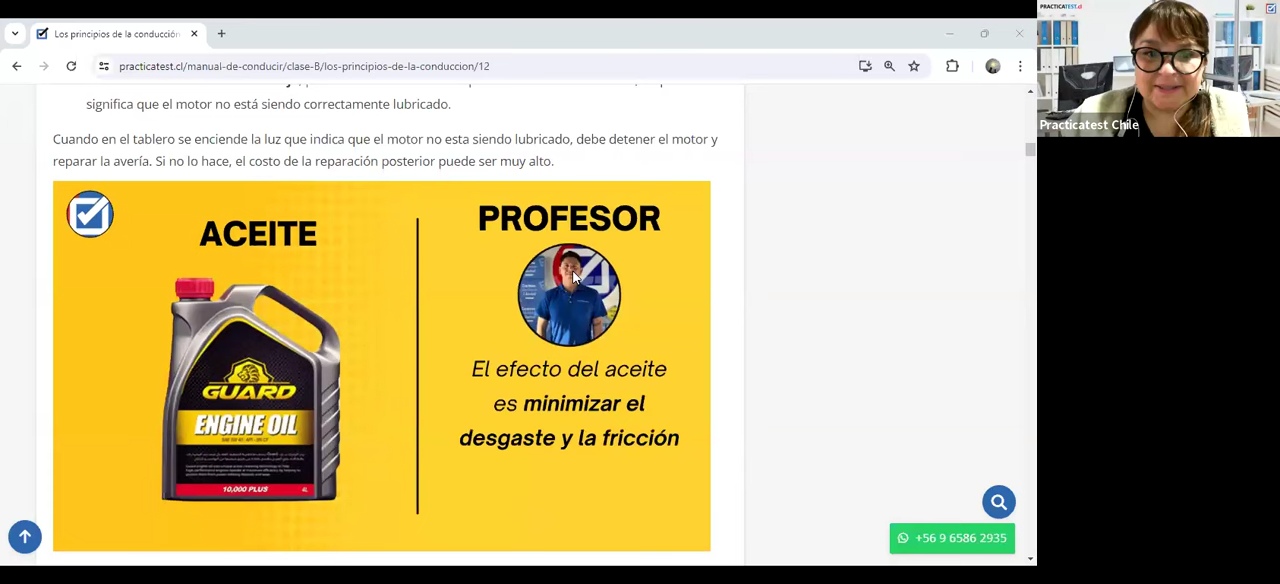 Los principios de la conducción
practicatest.cl/manual-de-conducir/clase-B/los-principios-de-la-conduccion/12
PRACTICATEST.cl
Practicatest Chile
significa que el motor no está siendo correctamente lubricado.
Cuando en el tablero se enciende la luz que indica que el motor no esta siendo lubricado, debe detener el motor y
reparar la avería. Si no lo hace, el costo de la reparación posterior puede ser muy alto.
ACEITE
GUARD
ENGINE OIL
10,000 PLUS
4L
PROFESOR
El efecto del aceite
es minimizar el
desgaste y la fricción
+56 9 6586 2935